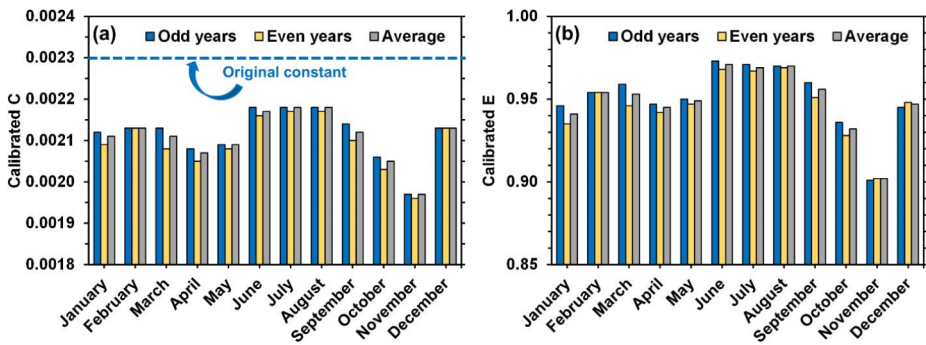 (a)
Odd years Even years Average
Original constant
Calibrated C
0.0024
0.0023
0.0022
0.0021
0.0020
0.0019
0.0018
January
February
March
April
May
June
July
August
September
October
November
December
(b)
Odd years Even years Average
Calibrated E
1.00
0.95
0.90
0.85
January
February
March
April
May
June
July
August
September
October
November
December